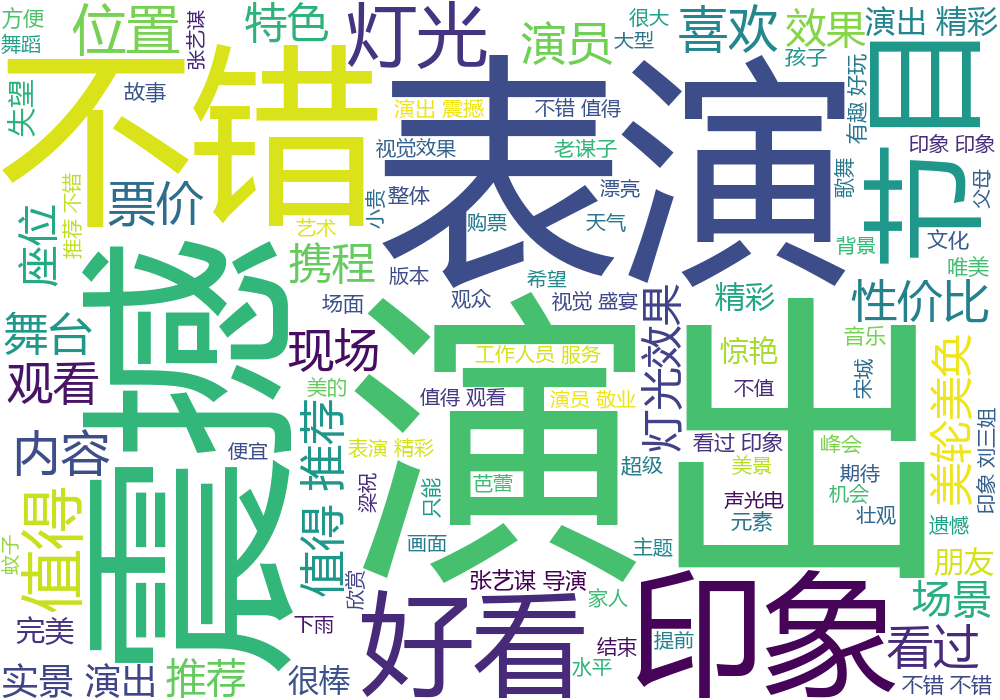 方便
位置
张艺谋
特色
灯光
演员
很大
大型
喜欢
效果
演出 精彩
舞蹈
失望
故事
不错
表演
孩子
有趣 好玩
节目
演出 震撼
不错 值得
视觉效果
老谋子
印象 印象
推荐 不错
票价
小贵
整体
漂亮
歌舞
父母
座位
艺术
购票
天气
背景
文化
携程
版本
希望
唯美
震撼
场面
观众
视觉 盛宴
精彩
性价比
舞台
现场
演出
灯光效果
惊艳
音乐
美轮美奂
观看
工作人员 服务
美的
值得 观看
演员 敬业
不值
宋城
内容
便宜
值得 推荐
表演 精彩
看过 印象
峰会
美景
超级
期待
印象 刘三姐
值得
梁祝
只能
芭蕾
声光电
机会
元素
壮观
遗憾
蚊子
画面
主题
朋友
欣赏
张艺谋 导演
家人
场景
完美
下雨
好看
印象
结束
提前
看过
实景 演出
推荐
很棒
水平
不错 不错